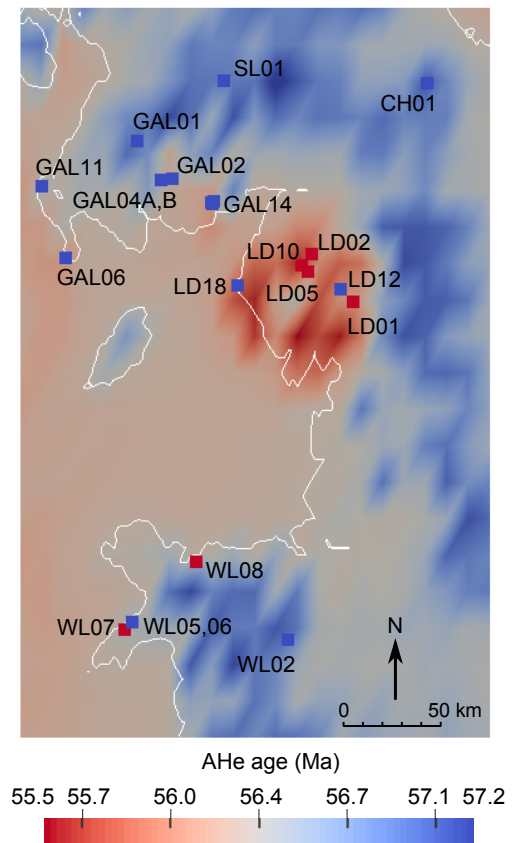 SL01
CH01
GAL01
GAL02
GAL11
GAL04A,B
GAL14
GAL06
LD02
LD10
LD12
LD18
LD05
LD01
WL08
WL07
WL05,06
WL02
N
0 50 km
AHe age (Ma)
55.5 55.7 56.0 56.4 56.7 57.1 57.2